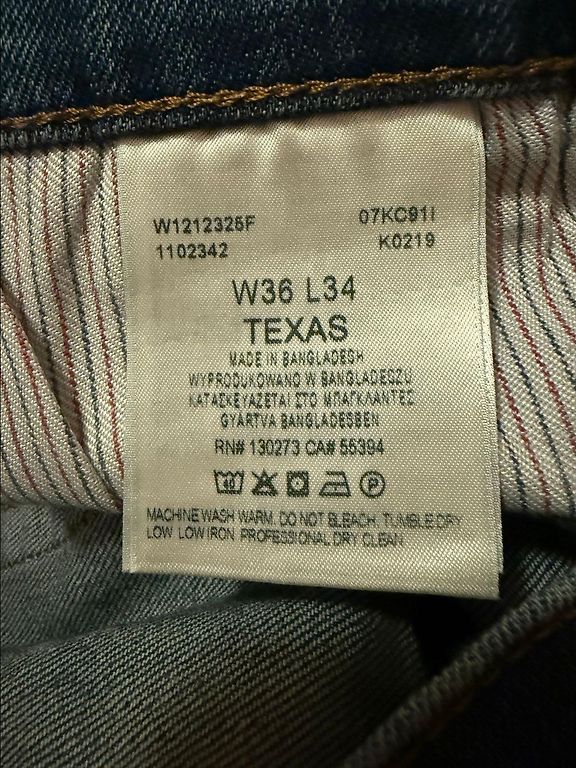 W1212325F 07KC91I
1102342 K0219
W36 L34
TEXAS
MADE IN BANGLADESH
WYPRODUKOWANO W BANGLADESZU
ΚΑΤΑΣΚΕΥΑΖΕΤΑΙ ΣΤΟ ΜΠΑΓΚΛΑΝΤΕΣ
GYÁRTVA BANGLADESBEN
RN# 130273 CA# 55394
40 P
MACHINE WASH WARM. DO NOT BLEACH. TUMBLE DRY
LOW. LOW IRON. PROFESSIONAL DRY CLEAN